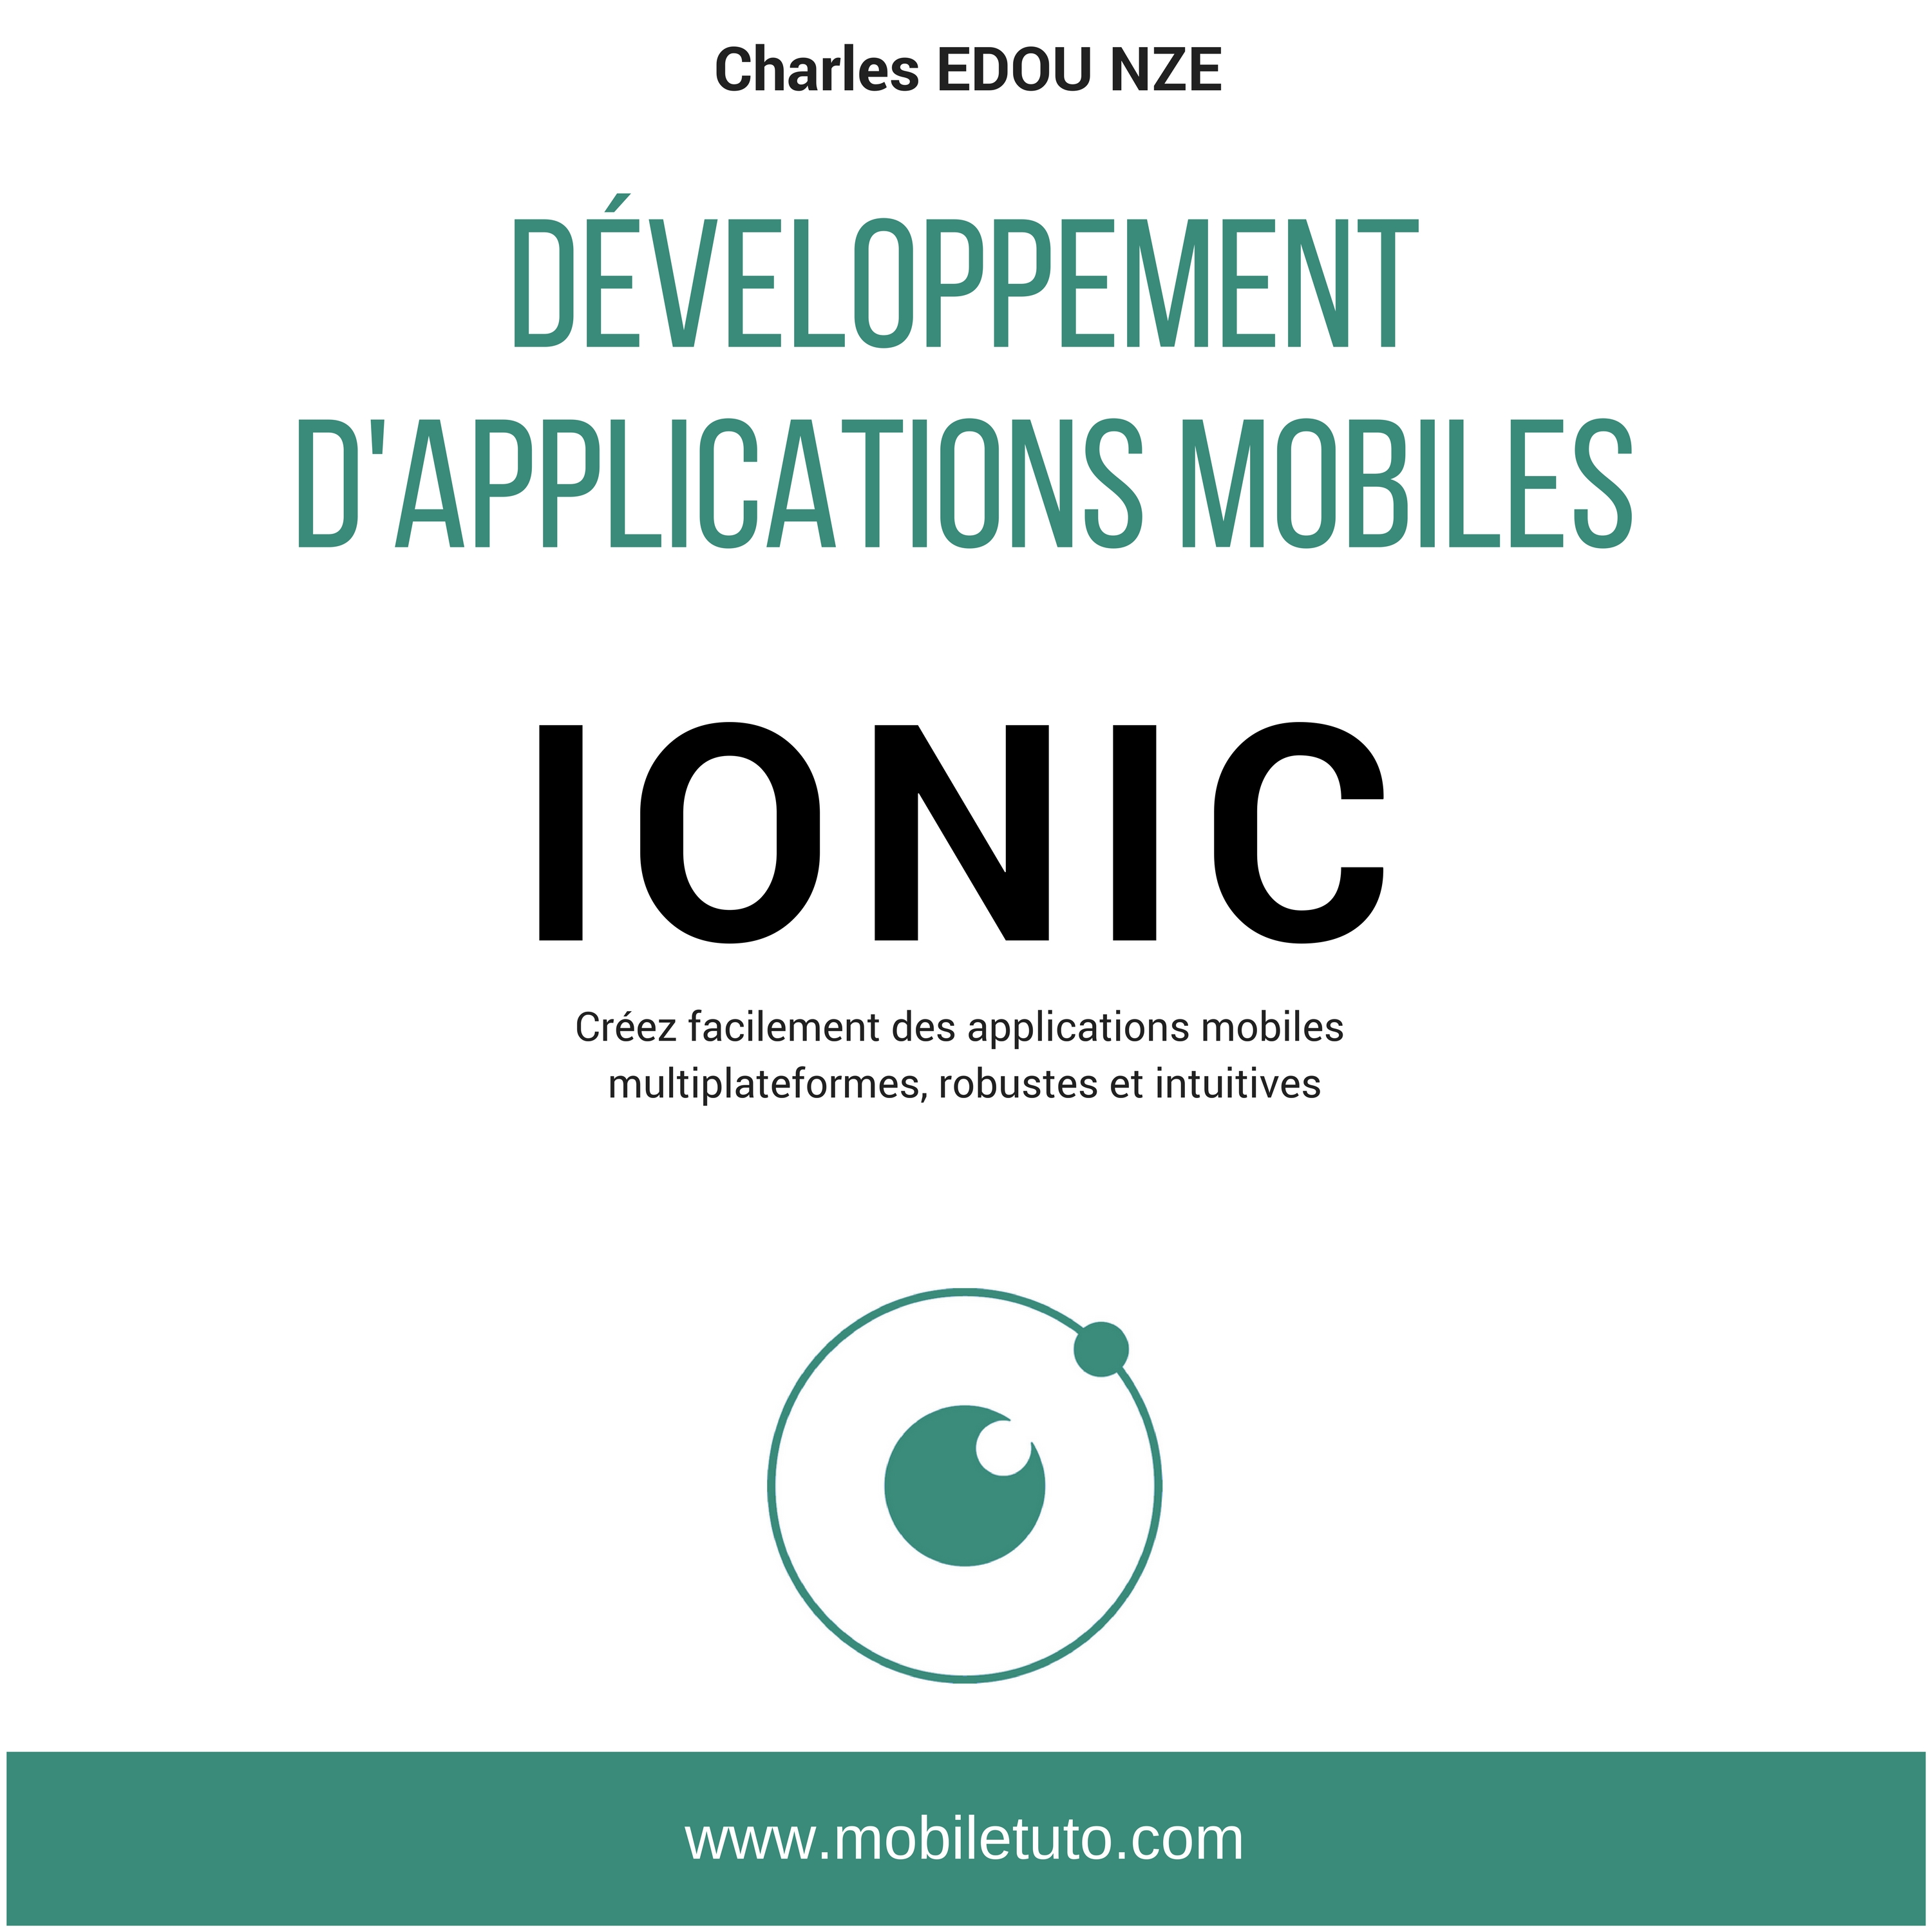 Charles EDOU NZE
DÉVELOPPEMENT
D'APPLICATIONS MOBILES
IONIC
Créez facilement des applications mobiles
multiplateformes, robustes et intuitives
www.mobiletuto.com